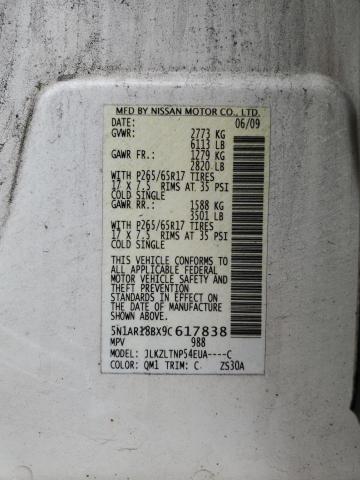 MFD BY NISSAN MOTOR CO., LTD.
DATE: 06/09
GVWR: 2773 KG
6113 LB
GAWR FR.: 1279 KG
2820 LB
WITH P265/65R17 TIRES
17 X 7.5 RIMS AT 35 PSI
COLD SINGLE
GAWR RR.: 1588 KG
3501 LB
WITH P265/65R17 TIRES
17 X 7.5 RIMS AT 35 PSI
COLD SINGLE
THIS VEHICLE CONFORMS TO
ALL APPLICABLE FEDERAL
MOTOR VEHICLE SAFETY AND
THEFT PREVENTION
STANDARDS IN EFFECT ON
THE DATE OF MANUFACTURE
SHOWN ABOVE.
5N1AR18BX9C617838
MPV 988
MODEL: JLKZLTNP54EUA----C
COLOR: QM1 TRIM: C ZS30A